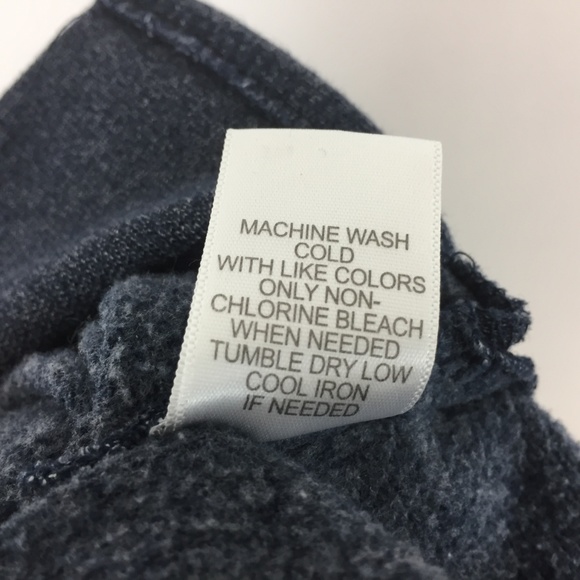 MACHINE WASH
COLD
WITH LIKE COLORS
ONLY NON-
CHLORINE BLEACH
WHEN NEEDED
TUMBLE DRY LOW
COOL IRON
IF NEEDED